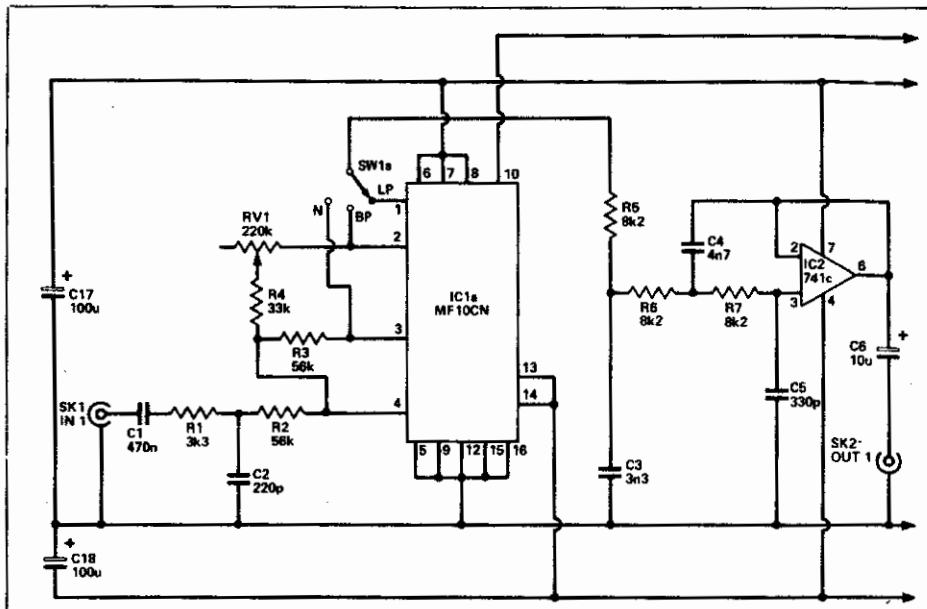 SW1a
LP
N
BP
6
7
8
10
1
RV1
220k
2
R4
33k
IC1a
MF10CN
3
R3
56k
R5
8k2
C4
4n7
R6
8k2
R7
8k2
2
3
7
IC2
741c
6
4
C17
100u
+
13
14
SK1
IN 1
C1
470n
R1
3k3
R2
56k
4
C2
220p
5
9
12
15
16
C3
3n3
C5
330p
C6
10u
+
SK2
OUT 1
C18
100u
+